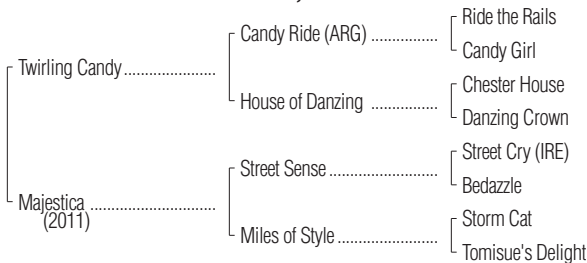 Ride the Rails
Candy Ride (ARG) ..................
Candy Girl
Twirling Candy ......................
Chester House
House of Danzing .................
Danzing Crown
Street Cry (IRE)
Street Sense ..........................
Bedazzle
Majestica ..............................
(2011)
Storm Cat
Miles of Style .........................
Tomisue's Delight